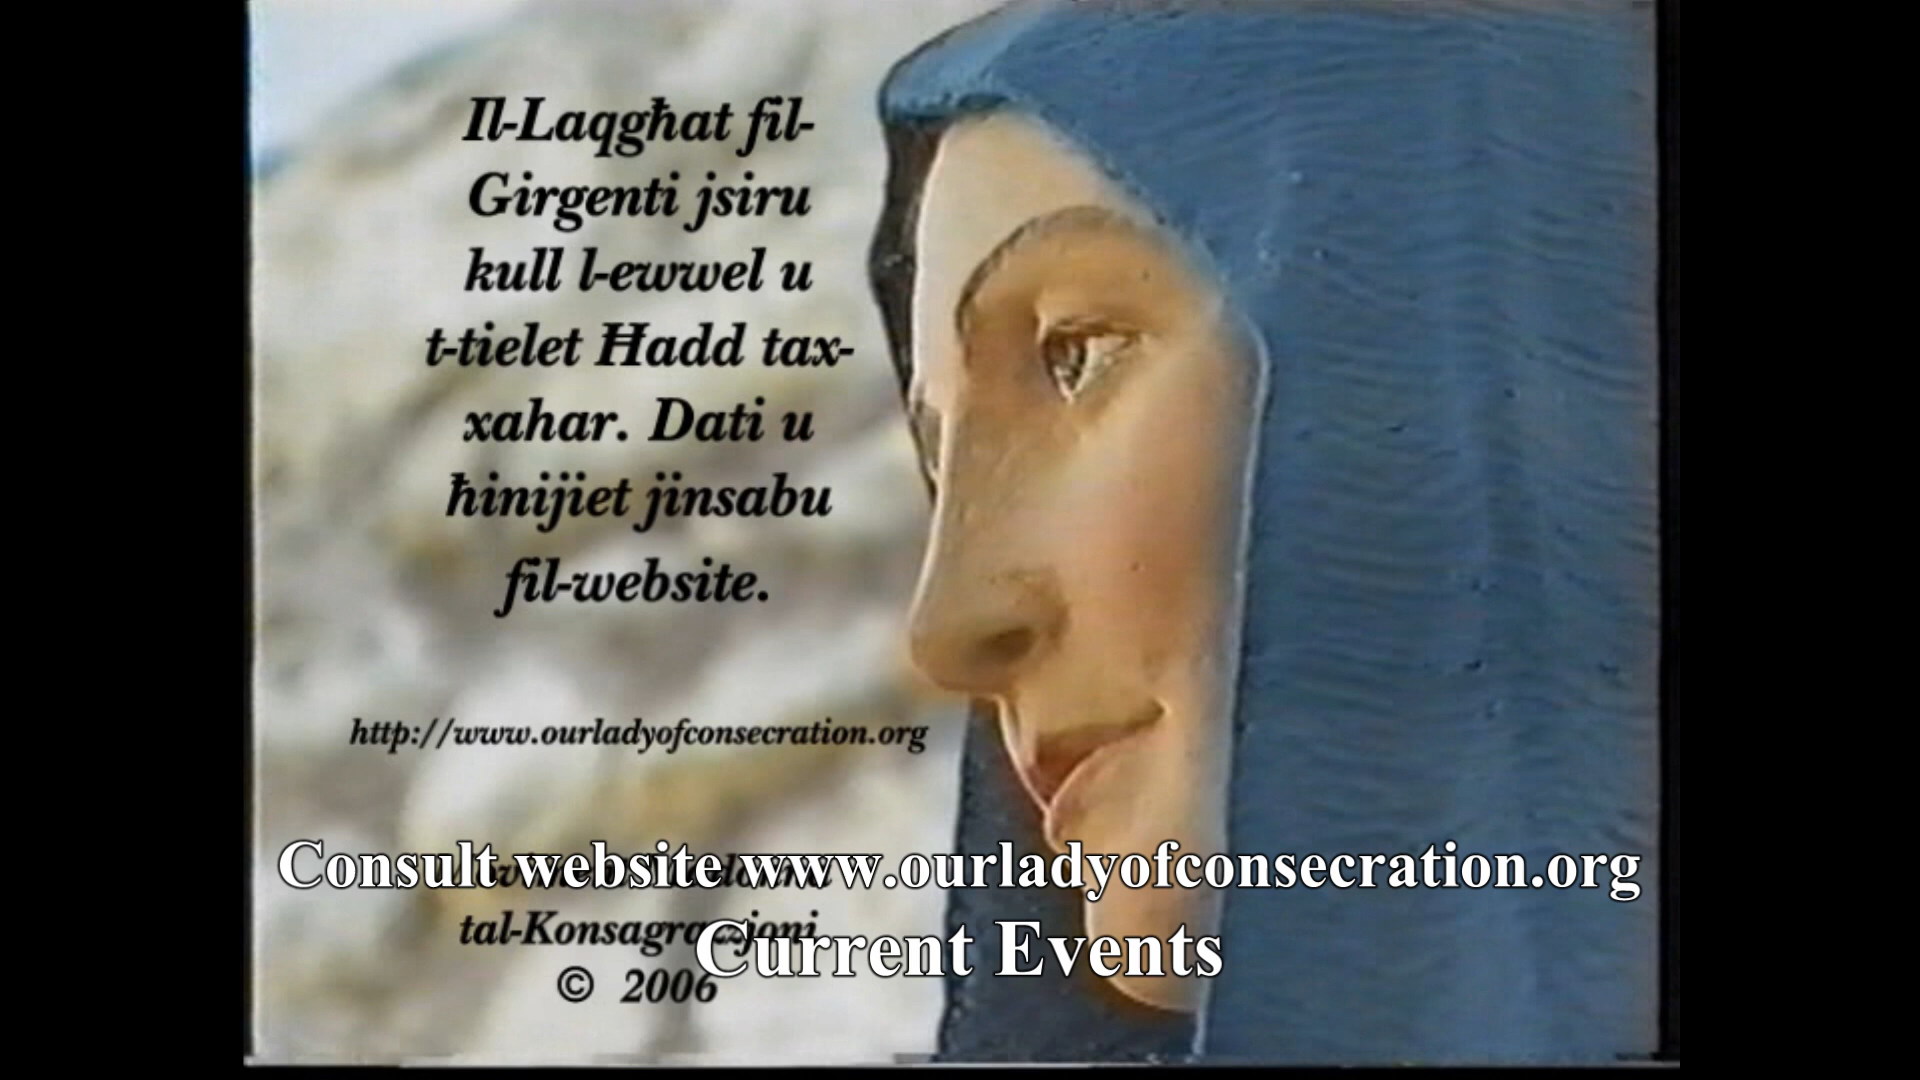 Il-Laqgħat fil-
Girgenti jsiru
kull l-ewwel u
t-tielet Ħadd tax-
xahar. Dati u
ħinijiet jinsabu
fil-website.
http://www.ourladyofconsecration.org
Consult website www.ourladyofconsecration.org
tal-Konsagrazzjoni
Current Events
© 2006